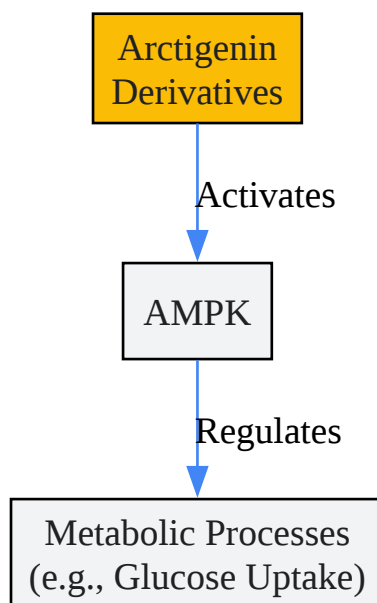 Arctigenin
Derivatives
Activates
AMPK
Regulates
Metabolic Processes
(e.g., Glucose Uptake)